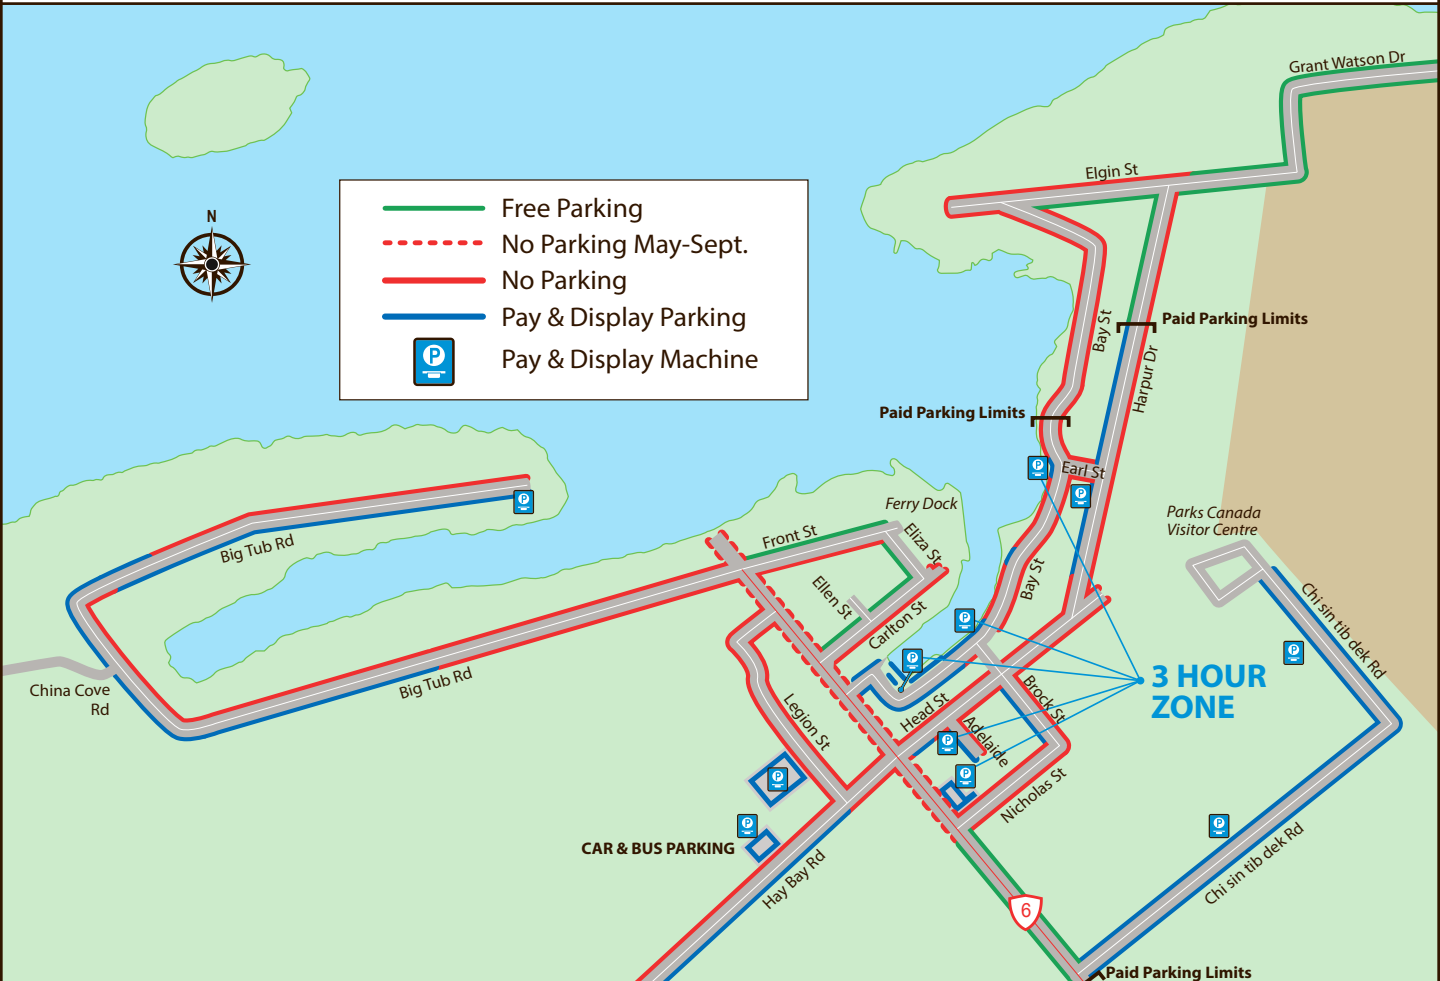 Grant Watson Dr
Elgin St
N
Free Parking
No Parking May-Sept.
No Parking
Pay & Display Parking
P
Pay & Display Machine
Bay St
Paid Parking Limits
Harpur Dr
Paid Parking Limits
P
Earl St
P
P
Ferry Dock
Parks Canada
Visitor Centre
Big Tub Rd
Front St
Eliza St
Ellen St
Carlton St
Bay St
P
P
P
Chi sin tib dek Rd
China Cove
Rd
Big Tub Rd
3 HOUR
ZONE
Legion St
Head St
Brock St
Adelaide
P
P
P
Nicholas St
P
P
CAR & BUS PARKING
Hay Bay Rd
Chi sin tib dek Rd
6
Paid Parking Limits